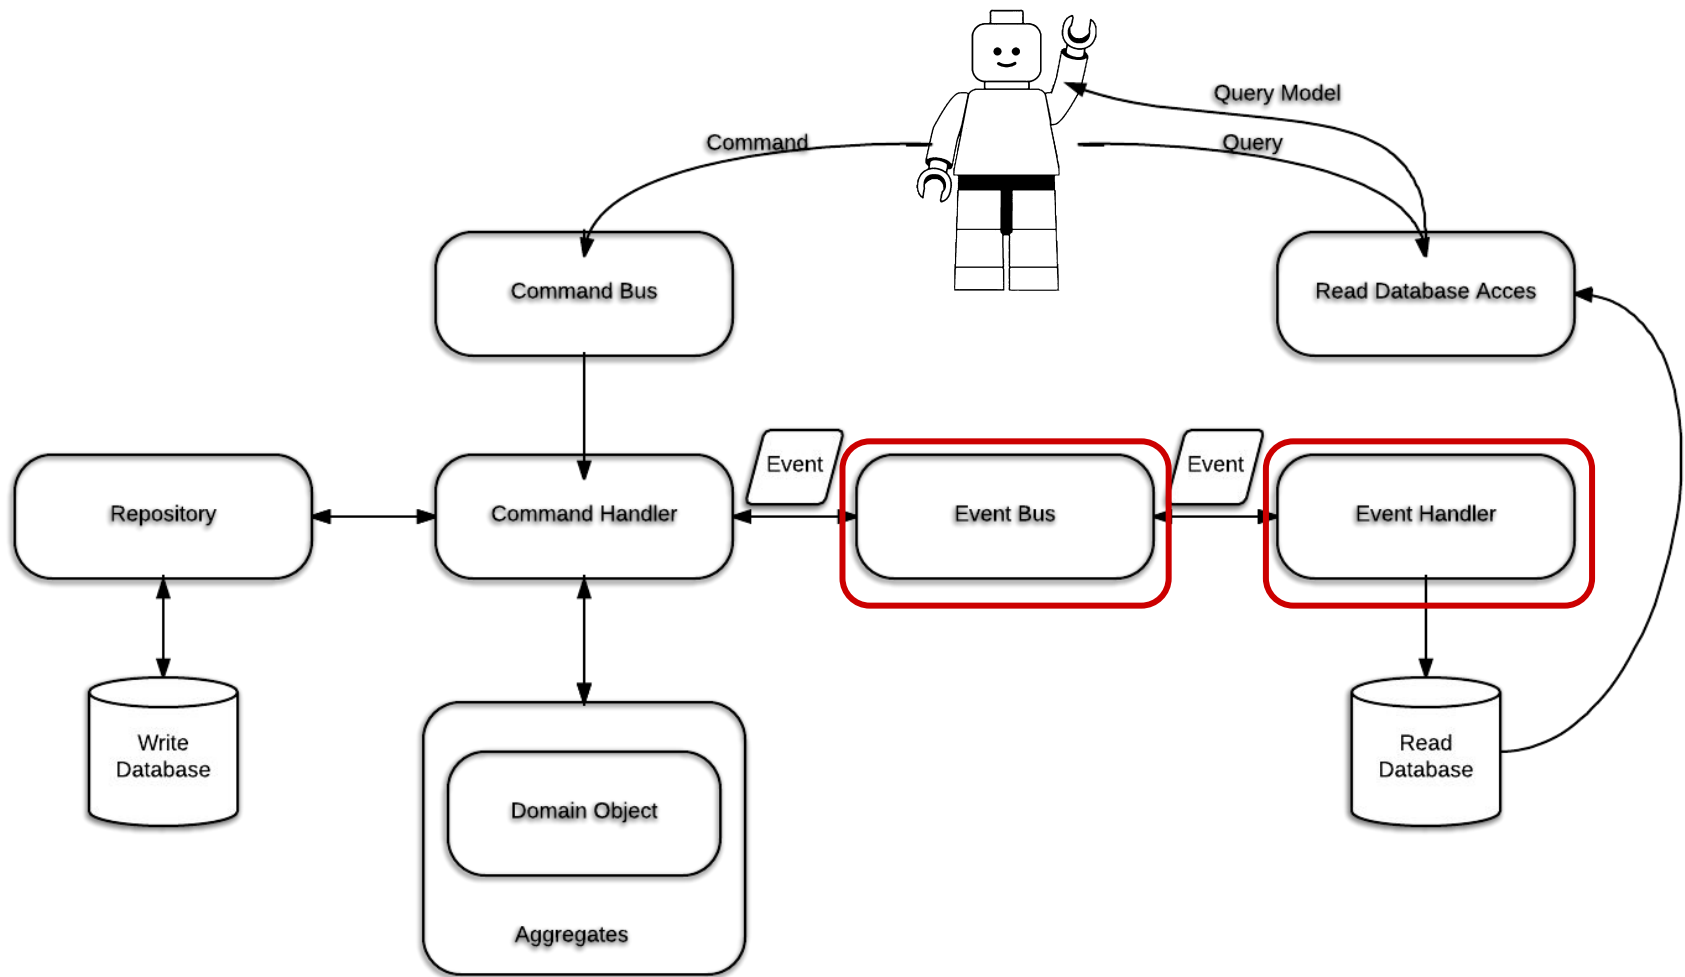 Query Model
Command
Query
Command Bus
Read Database Acces
Event
Event
Repository
Command Handler
Event Bus
Event Handler
Write
Database
Read
Database
Domain Object
Aggregates